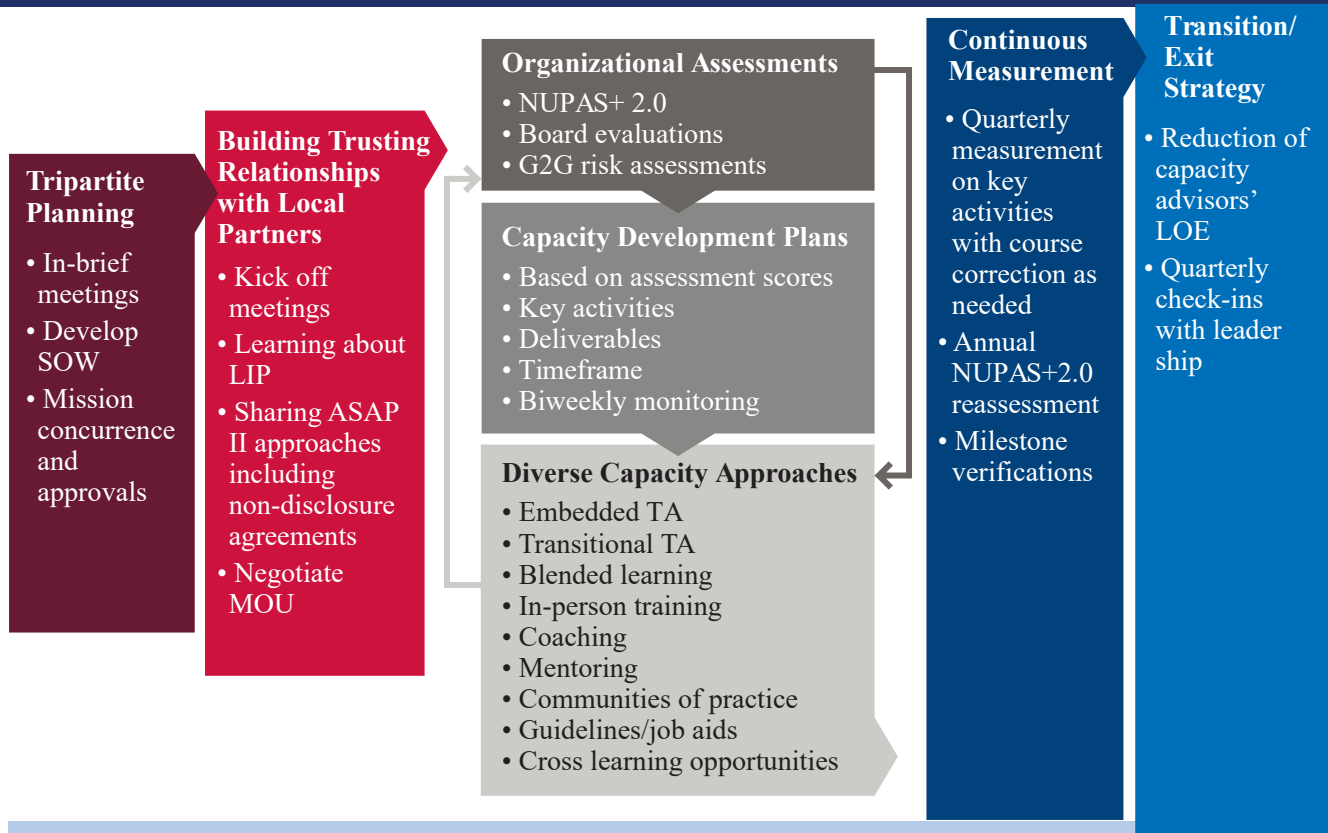 Tripartite
Planning
• In-brief
meetings
• Develop
SOW
• Mission
concurrence
and
approvals
Building Trusting
Relationships
with Local
Partners
• Kick off
meetings
• Learning about
LIP
• Sharing ASAP
II approaches
including
non-disclosure
agreements
• Negotiate
MOU
Organizational Assessments
• NUPAS+ 2.0
• Board evaluations
• G2G risk assessments
Capacity Development Plans
• Based on assessment scores
• Key activities
• Deliverables
• Timeframe
• Biweekly monitoring
Diverse Capacity Approaches
• Embedded TA
• Transitional TA
• Blended learning
• In-person training
• Coaching
• Mentoring
• Communities of practice
• Guidelines/job aids
• Cross learning opportunities
Continuous
Measurement
• Quarterly
measurement
on key
activities
with course
correction as
needed
• Annual
NUPAS+2.0
reassessment
• Milestone
verifications
Transition/
Exit
Strategy
• Reduction of
capacity
advisors’
LOE
• Quarterly
check-ins
with leader
ship